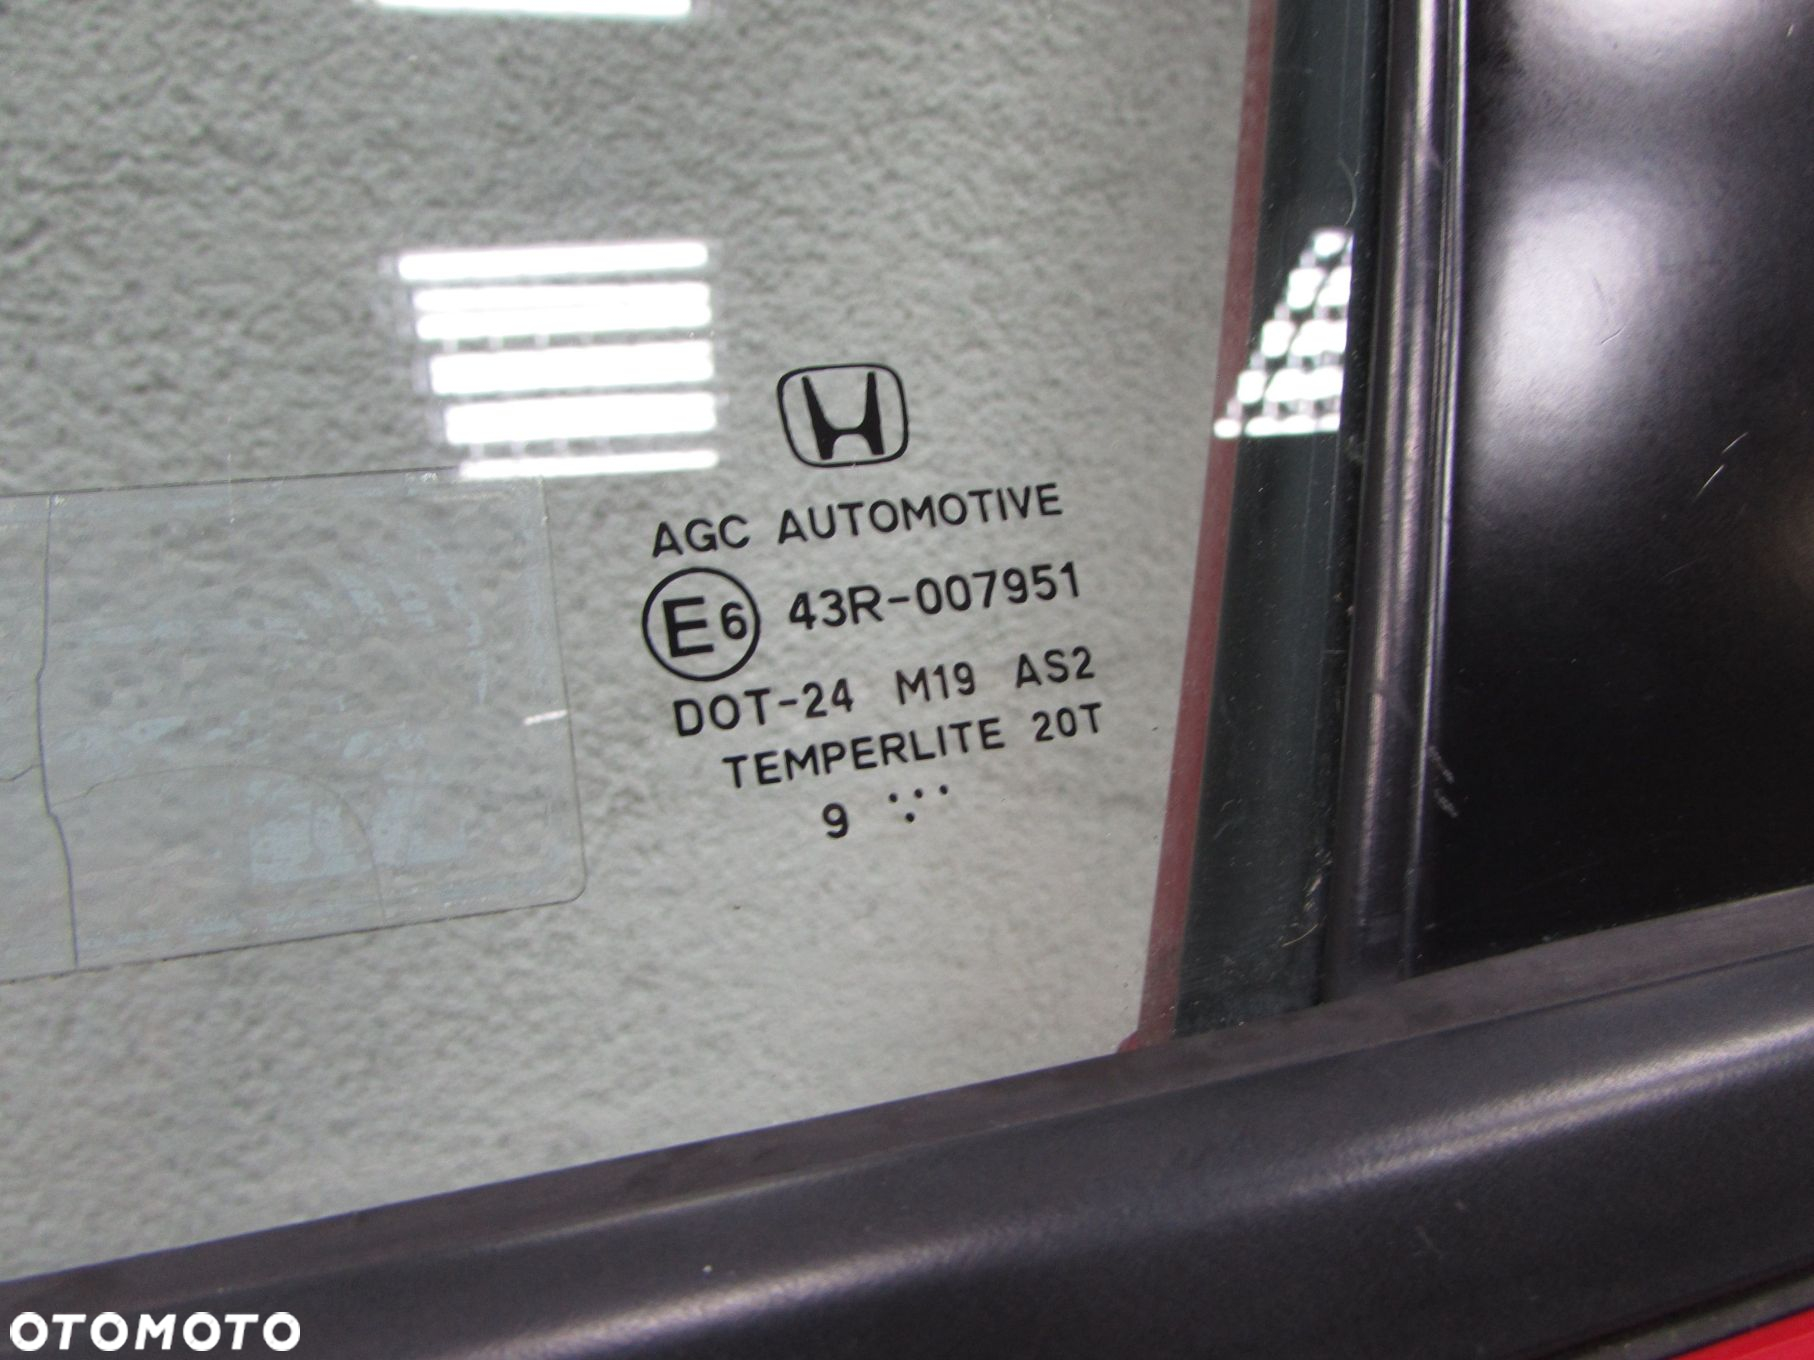 AGC AUTOMOTIVE
E6 43R-007951
DOT-24 M19 AS2
TEMPERLITE 20T
9
OTOMOTO